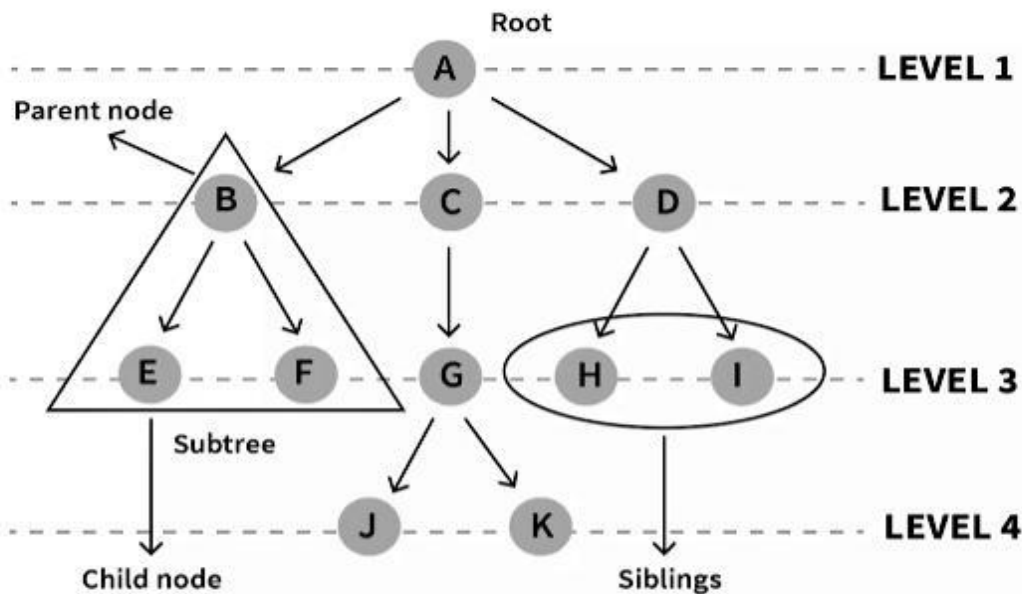 Root
A
LEVEL 1
Parent node
B
C
D
LEVEL 2
E
F
G
H
I
LEVEL 3
Subtree
J
K
LEVEL 4
Child node
Siblings